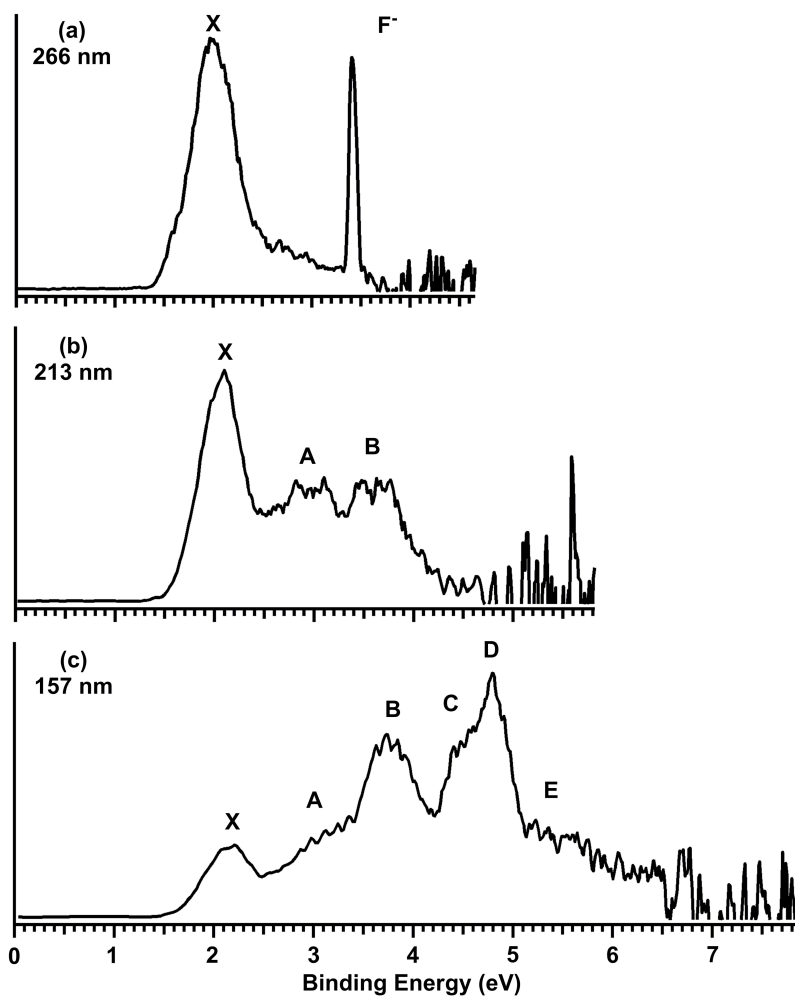 (a)
266 nm
X
F-
(b)
213 nm
X
A
B
(c)
157 nm
X
A
B
C
D
E
0 1 2 3 4 5 6 7
Binding Energy (eV)